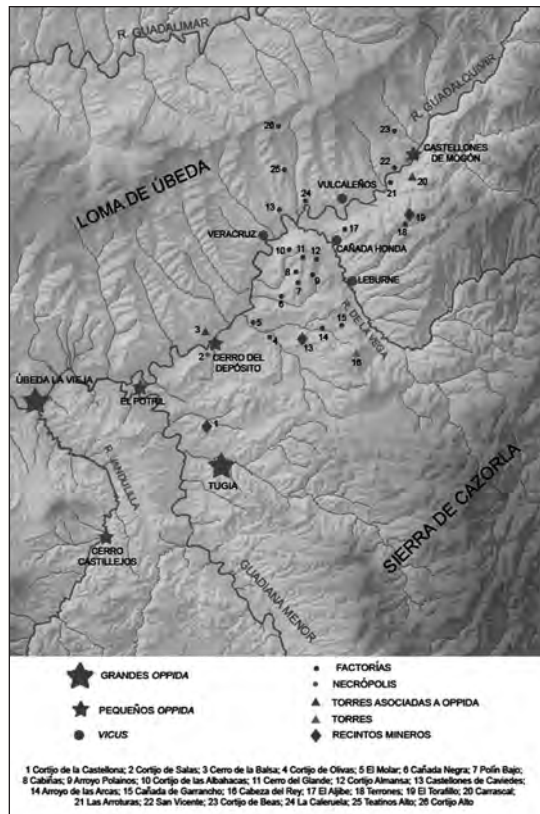 R. GUADALIMAR
R. GUADALQUIVIR
26
23
CASTELLONES
DE MOGÓN
22
25
20
21
LOMA DE ÚBEDA
24
VULCALEÑOS
13
19
18
17
VERACRUZ
CAÑADA HONDA
10
11
12
8
9
7
LEBURNE
6
R. DE LA VEGA
5
15
3
14
4
13
CERRO DEL
DEPÓSITO
2
16
ÚBEDA LA VIEJA
EL POTRIL
1
TUGIA
R. JANDULILLA
SIERRA DE CAZORLA
CERRO
CASTILLEJOS
GUADIANA MENOR
GRANDES OPPIDA
PEQUEÑOS OPPIDA
VICUS
FACTORÍAS
NECRÓPOLIS
TORRES ASOCIADAS A OPPIDA
TORRES
RECINTOS MINEROS
1 Cortijo de la Castellona; 2 Cortijo de Salas; 3 Cerro de la Balsa; 4 Cortijo de Olivas; 5 El Molar; 6 Cañada Negra; 7 Polín Bajo;
8 Cabiñas; 9 Arroyo Polainos; 10 Cortijo de las Albahacas; 11 Cerro del Glande; 12 Cortijo Almansa; 13 Castellones de Caviedes;
14 Arroyo de las Arcas; 15 Cañada de Garrancho; 16 Cabeza del Rey; 17 El Aljibe; 18 Terrones; 19 El Torafillo; 20 Carrascal;
21 Las Arroturas; 22 San Vicente; 23 Cortijo de Beas; 24 La Caleruela; 25 Teatinos Alto; 26 Cortijo Alto